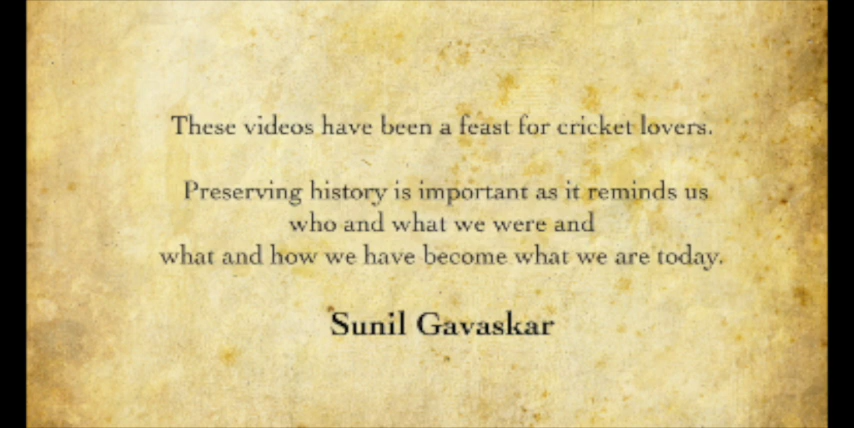 These videos have been a feast for cricket lovers.
Preserving history is important as it reminds us
who and what we were and
what and how we have become what we are today.
Sunil Gavaskar